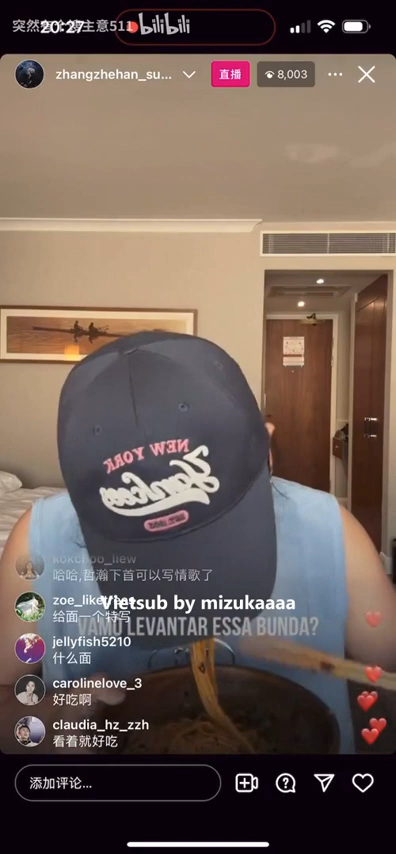 20:27
bilibili
zhangzhehan_su...
直播
8,003
NEW YORK
Yankees
kokchoo_liew
哈哈,哲瀚下首可以写情歌了
给面一个特写
Vietsub by mizukaaaa
VAMO LEVANTAR ESSA BUNDA?
jellyfish5210
什么面
carolinelove_3
好吃啊
claudia_hz_zzh
看着就好吃
添加评论...